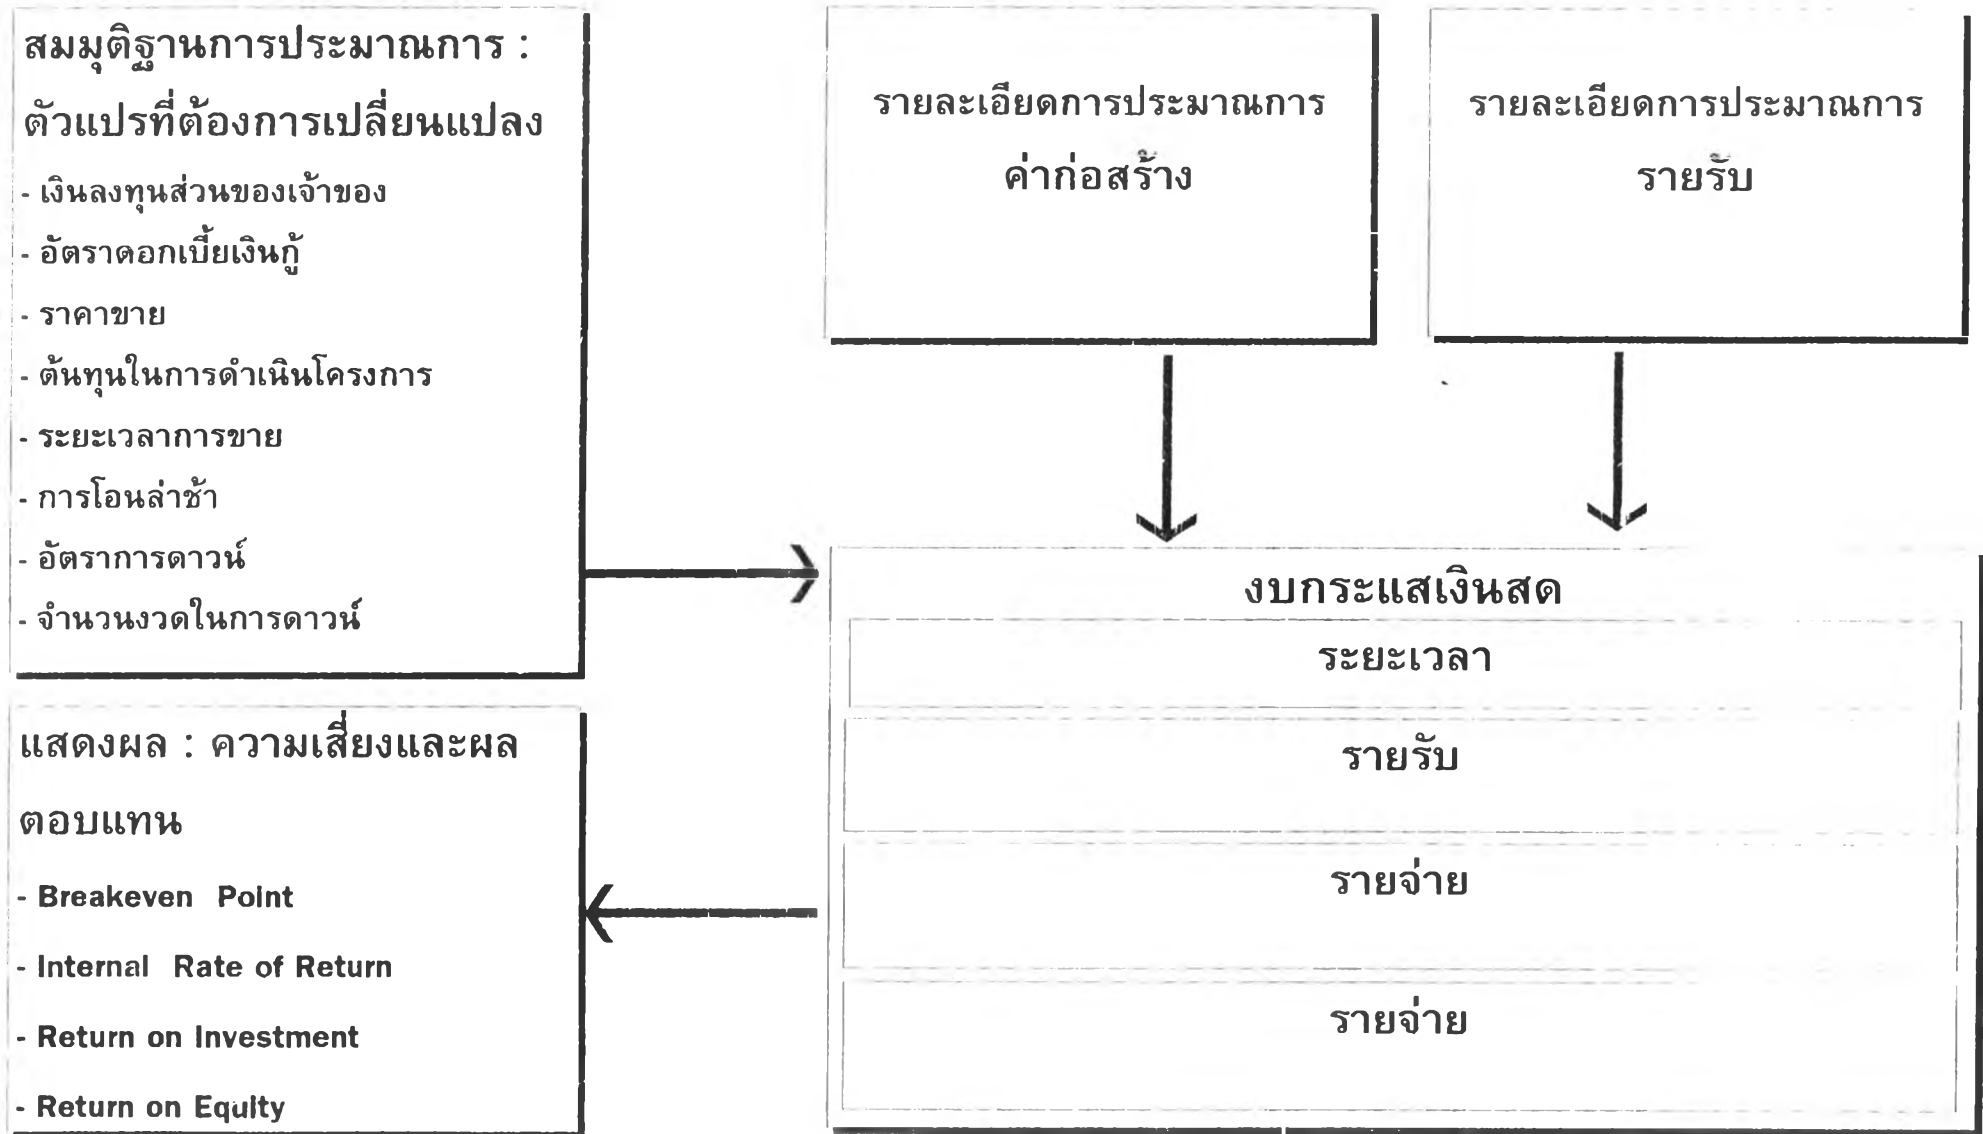 สมมุติฐานการประมาณการ :
ตัวแปรที่ต้องการเปลี่ยนแปลง
- เงินลงทุนส่วนของเจ้าของ
- อัตราดอกเบี้ยเงินกู้
- ราคาขาย
- ต้นทุนในการดำเนินโครงการ
- ระยะเวลาการขาย
- การโอนล่าช้า
- อัตราการดาวน์
- จำนวนงวดในการดาวน์
รายละเอียดการประมาณการ
ค่าก่อสร้าง
รายละเอียดการประมาณการ
รายรับ
งบกระแสเงินสด
ระยะเวลา
รายรับ
รายจ่าย
รายจ่าย
แสดงผล : ความเสี่ยงและผล
ตอบแทน
- Breakeven Point
- Internal Rate of Return
- Return on Investment
- Return on Equity